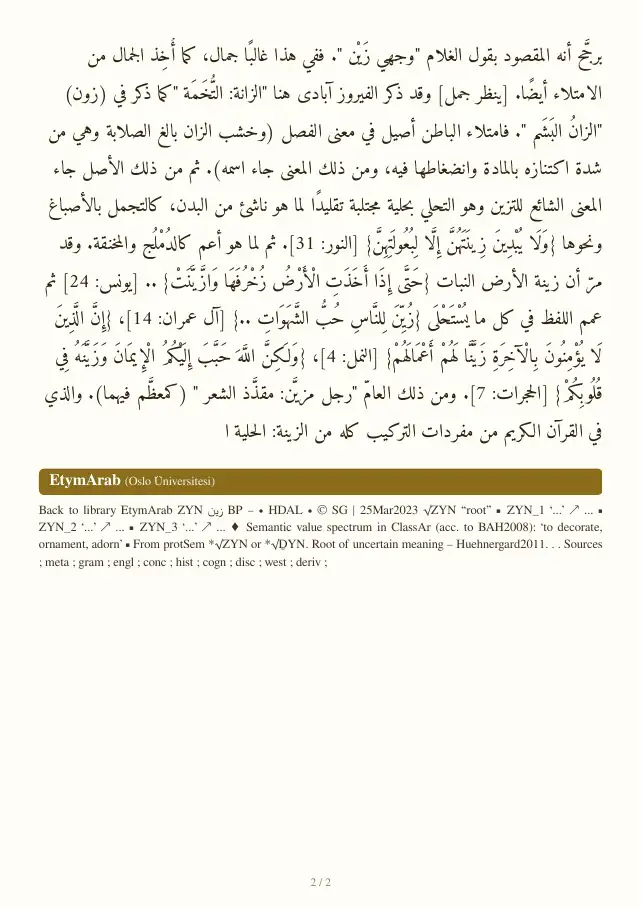 يرجَّح أنه المقصود بقول الغلام "وجهي زَيْن ". ففي هذا غالبًا جمال، كما أُخِذ الجمال من
الامتلاء أيضًا. [ينظر جمل] وقد ذكر الفيروز آبادى هنا "الزانة: التُّخَمَة "كما ذكر في (زون)
"الزانُ البَشَم ". فامتلاء الباطن أصيل في معنى الفصل (وخشب الزان بالغ الصلابة وهي من
شدة اكتنازه بالمادة وانضغاطها فيه، ومن ذلك المعنى جاء اسمه). ثم من ذلك الأصل جاء
المعنى الشائع للتزين وهو التحلي بحلية مجتلبة تقليدًا لما هو ناشئ من البدن، كالتجمل بالأصباغ
ونحوها {وَلَا يُبْدِينَ زِينَتَهُنَّ إِلَّا لِبُعُولَتِهِنَّ} [النور: 31]. ثم لما هو أعم كالدُمْلُج والمخنقة. وقد
مرّ أن زينة الأرض النبات {حَتَّى إِذَا أَخَذَتِ الْأَرْضُ زُخْرُفَهَا وَازَّيَّنَتْ} .. [يونس: 24] ثم
عمم اللفظ في كل ما يُسْتَحْلَى {زُيِّنَ لِلنَّاسِ حُبُّ الشَّهَوَاتِ ..} [آل عمران: 14]، {إِنَّ الَّذِينَ
لَا يُؤْمِنُونَ بِالْآخِرَةِ زَيَّنَّا لَهُمْ أَعْمَالَهُمْ} [النمل: 4]، {وَلَكِنَّ اللَّهَ حَبَّبَ إِلَيْكُمُ الْإِيمَانَ وَزَيَّنَهُ فِي
قُلُوبِكُمْ} [الحجرات: 7]. ومن ذلك العامّ "رجل مزيَّن: مقذَّذ الشعر " (كمعظَّم فيهما). والذي
في القرآن الكريم من مفردات التركيب كله من الزينة: الحلية ا
EtymArab (Oslo Üniversitesi)
Back to library EtymArab ZYN زين BP – • HDAL • © SG | 25Mar2023 √ZYN “root” ▪ ZYN_1 ‘...’ ↗ ... ▪
ZYN_2 ‘...’ ↗ ... ▪ ZYN_3 ‘...’ ↗ ... ♦ Semantic value spectrum in ClassAr (acc. to BAH2008): ‘to decorate,
ornament, adorn’ ▪ From protSem *√ZYN or *√ḎYN. Root of uncertain meaning – Huehnergard2011. . . Sources
; meta ; gram ; engl ; conc ; hist ; cogn ; disc ; west ; deriv ;
2 / 2